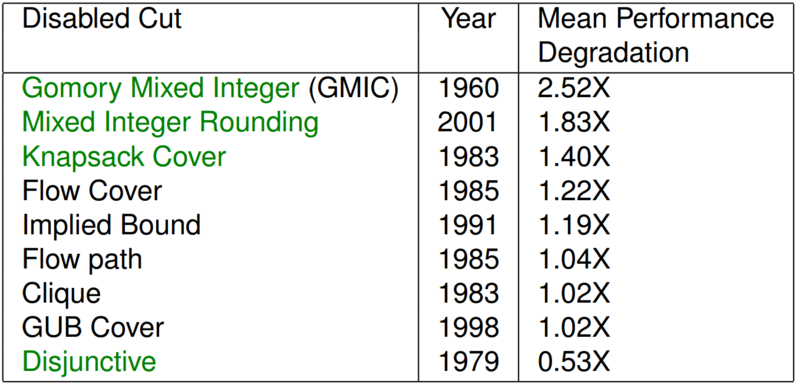 Disabled Cut Year Mean Performance
Degradation
Gomory Mixed Integer (GMIC) 1960 2.52X
Mixed Integer Rounding 2001 1.83X
Knapsack Cover 1983 1.40X
Flow Cover 1985 1.22X
Implied Bound 1991 1.19X
Flow path 1985 1.04X
Clique 1983 1.02X
GUB Cover 1998 1.02X
Disjunctive 1979 0.53X